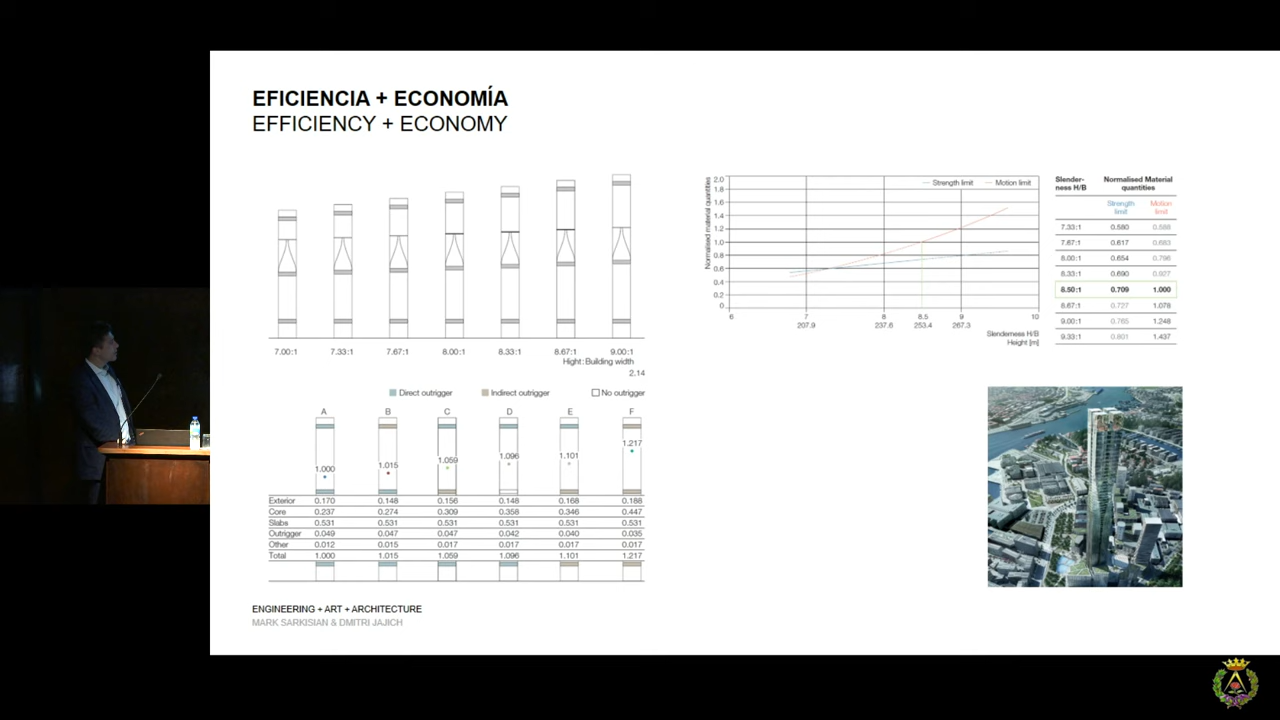 EFICIENCIA + ECONOMÍA
EFFICIENCY + ECONOMY
7.00:1 7.33:1 7.67:1 8.00:1 8.33:1 8.67:1 9.00:1
Hight: Building width
2.14
Direct outrigger Indirect outrigger No outrigger
A B C D E F
1.000 1.015 1.059 1.096 1.101 1.217
Exterior 0.170 0.148 0.156 0.148 0.168 0.188
Core 0.237 0.274 0.309 0.358 0.346 0.447
Slabs 0.531 0.531 0.531 0.531 0.531 0.531
Outrigger 0.049 0.047 0.047 0.042 0.040 0.035
Other 0.012 0.015 0.017 0.017 0.017 0.017
Total 1.000 1.015 1.059 1.096 1.101 1.217
Normalised material quantities
2.0
1.8
1.6
1.4
1.2
1.0
0.8
0.6
0.4
0.2
0
Strength limit Motion limit
6 7 8 8.5 9 10
207.9 237.6 253.4 267.3
Slenderness H/B
Height [m]
Slender- Normalised Material
ness H/B quantities
Strength Motion
limit limit
7.33:1 0.580 0.588
7.67:1 0.617 0.683
8.00:1 0.654 0.786
8.33:1 0.690 0.927
8.50:1 0.709 1.000
8.67:1 0.727 1.078
9.00:1 0.765 1.248
9.33:1 0.801 1.437
ENGINEERING + ART + ARCHITECTURE
MARK SARKISIAN & DMITRI JAJICH